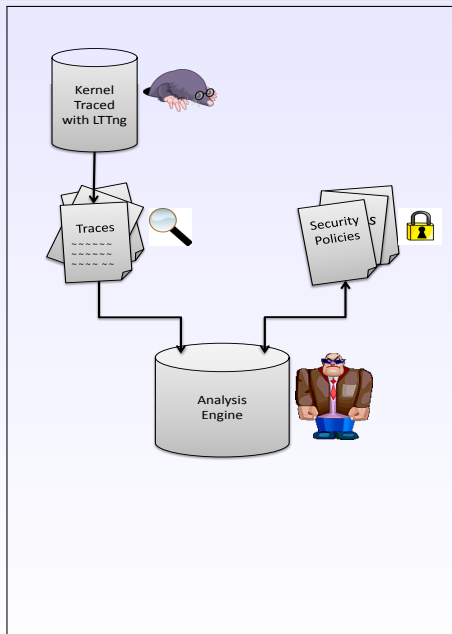 Kernel
Traced
with LTTng
Traces
~ ~ ~ ~ ~ ~
~ ~ ~ ~ ~ ~
~ ~ ~ ~  ~ ~
Security
Policies
s
Analysis
Engine